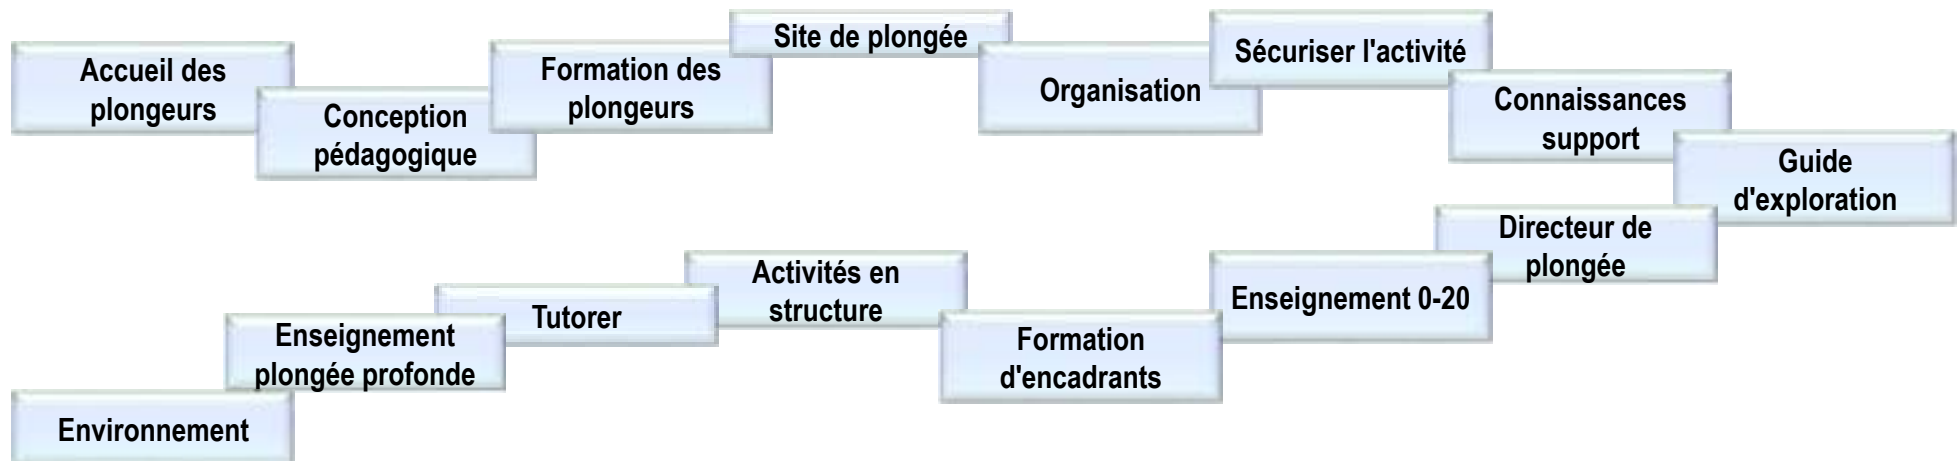 Accueil des
plongeurs
Conception
pédagogique
Formation des
plongeurs
Site de plongée
Organisation
Sécuriser l'activité
Connaissances
support
Guide
d'exploration
Directeur de
plongée
Enseignement 0-20
Formation
d'encadrants
Activités en
structure
Tutorer
Enseignement
plongée profonde
Environnement